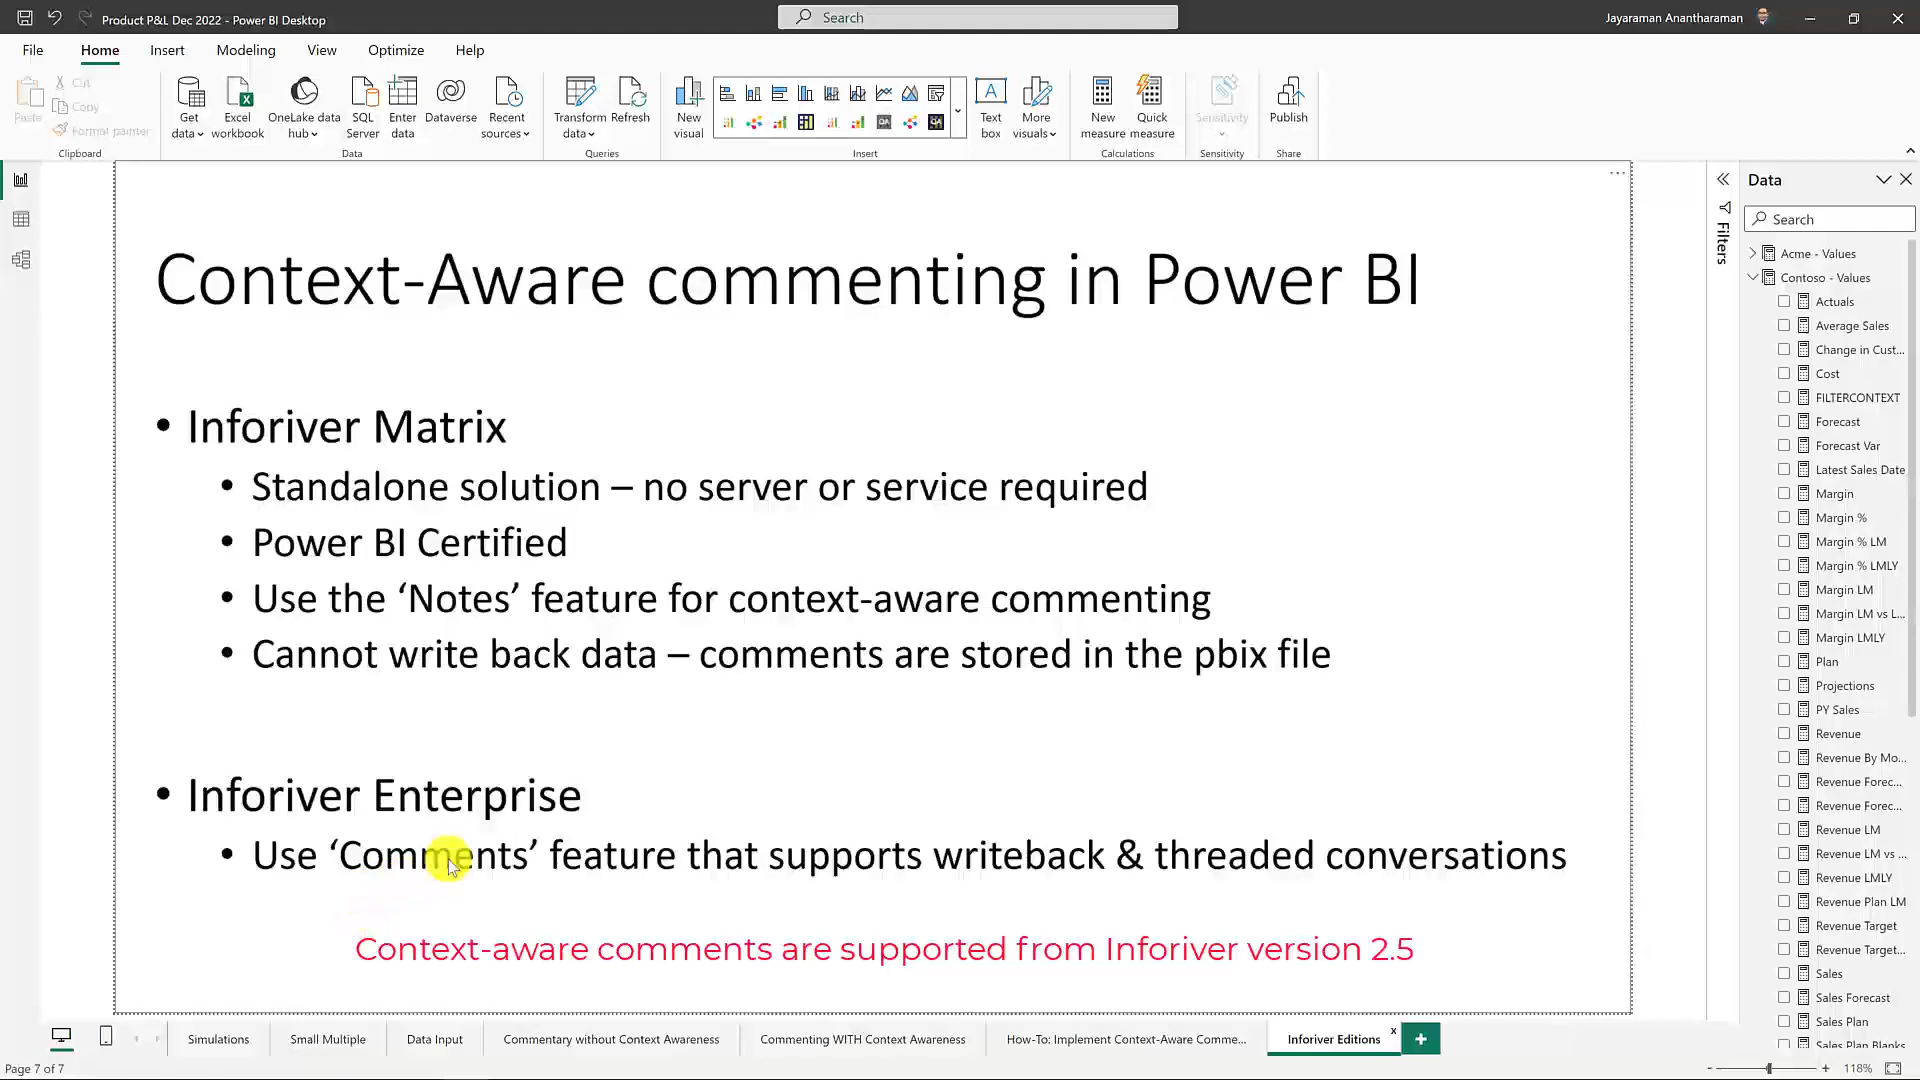 Product P&L Dec 2022 - Power BI Desktop
Search
Jayaraman Anantharaman
File
Home
Insert
Modeling
View
Optimize
Help
Paste
Cut
Copy
Format painter
Clipboard
Get data
Excel workbook
OneLake data hub
SQL Server
Enter data
Dataverse
Recent sources
Data
Transform data
Refresh
Queries
New visual
Text box
More visuals
Insert
New measure
Quick measure
Calculations
Sensitivity
Sensitivity
Publish
Share
Context-Aware commenting in Power BI
• Inforiver Matrix
• Standalone solution – no server or service required
• Power BI Certified
• Use the ‘Notes’ feature for context-aware commenting
• Cannot write back data – comments are stored in the pbix file
• Inforiver Enterprise
• Use ‘Comments’ feature that supports writeback & threaded conversations
Context-aware comments are supported from Inforiver version 2.5
Filters
Data
Search
Acme - Values
Contoso - Values
Actuals
Average Sales
Change in Cust...
Cost
FILTERCONTEXT
Forecast
Forecast Var
Latest Sales Date
Margin
Margin %
Margin % LM
Margin % LMLY
Margin LM
Margin LM vs L...
Margin LMLY
Plan
Projections
PY Sales
Revenue
Revenue By Mo...
Revenue Forec...
Revenue Forec...
Revenue LM
Revenue LM vs ...
Revenue LMLY
Revenue Plan LM
Revenue Target
Revenue Target...
Sales
Sales Forecast
Sales Plan
Sales Plan Blanks
Simulations
Small Multiple
Data Input
Commentary without Context Awareness
Commenting WITH Context Awareness
How-To: Implement Context-Aware Comme...
Inforiver Editions
x
+
Page 7 of 7
- + 118%